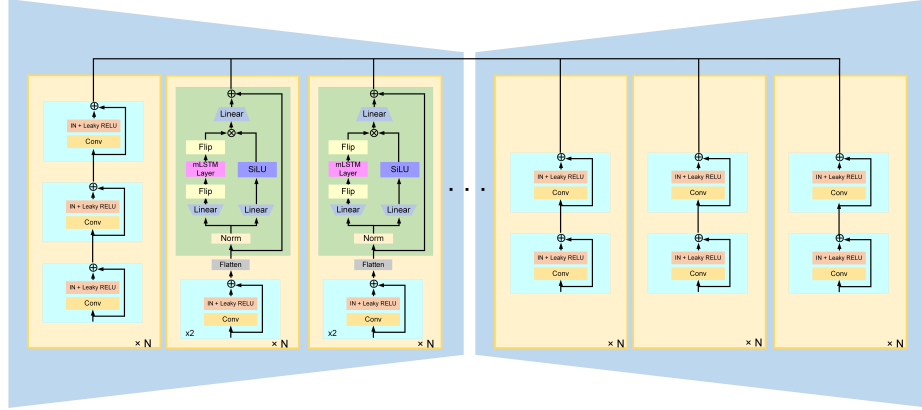 IN + Leaky RELU
Conv
IN + Leaky RELU
Conv
IN + Leaky RELU
Conv
× N
Linear
Flip
mLSTM
Layer
SiLU
Flip
Linear
Linear
Norm
Flatten
IN + Leaky RELU
Conv
x2
× N
Linear
Flip
mLSTM
Layer
SiLU
Flip
Linear
Linear
Norm
Flatten
IN + Leaky RELU
Conv
x2
× N
. . .
IN + Leaky RELU
Conv
IN + Leaky RELU
Conv
× N
IN + Leaky RELU
Conv
IN + Leaky RELU
Conv
× N
IN + Leaky RELU
Conv
IN + Leaky RELU
Conv
× N